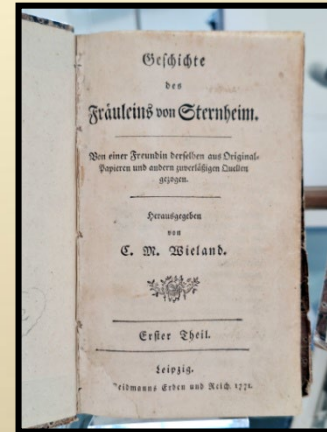 Geſchichte
des
Fräuleins von Sternheim.
Von einer Freundin derſelben aus Original-
Papieren und andern zuverläßigen Quellen
gezogen.
Herausgegeben
von
C. M. Wieland.
Erſter Theil.
Leipzig.
Weidmanns Erben und Reich. 1771.